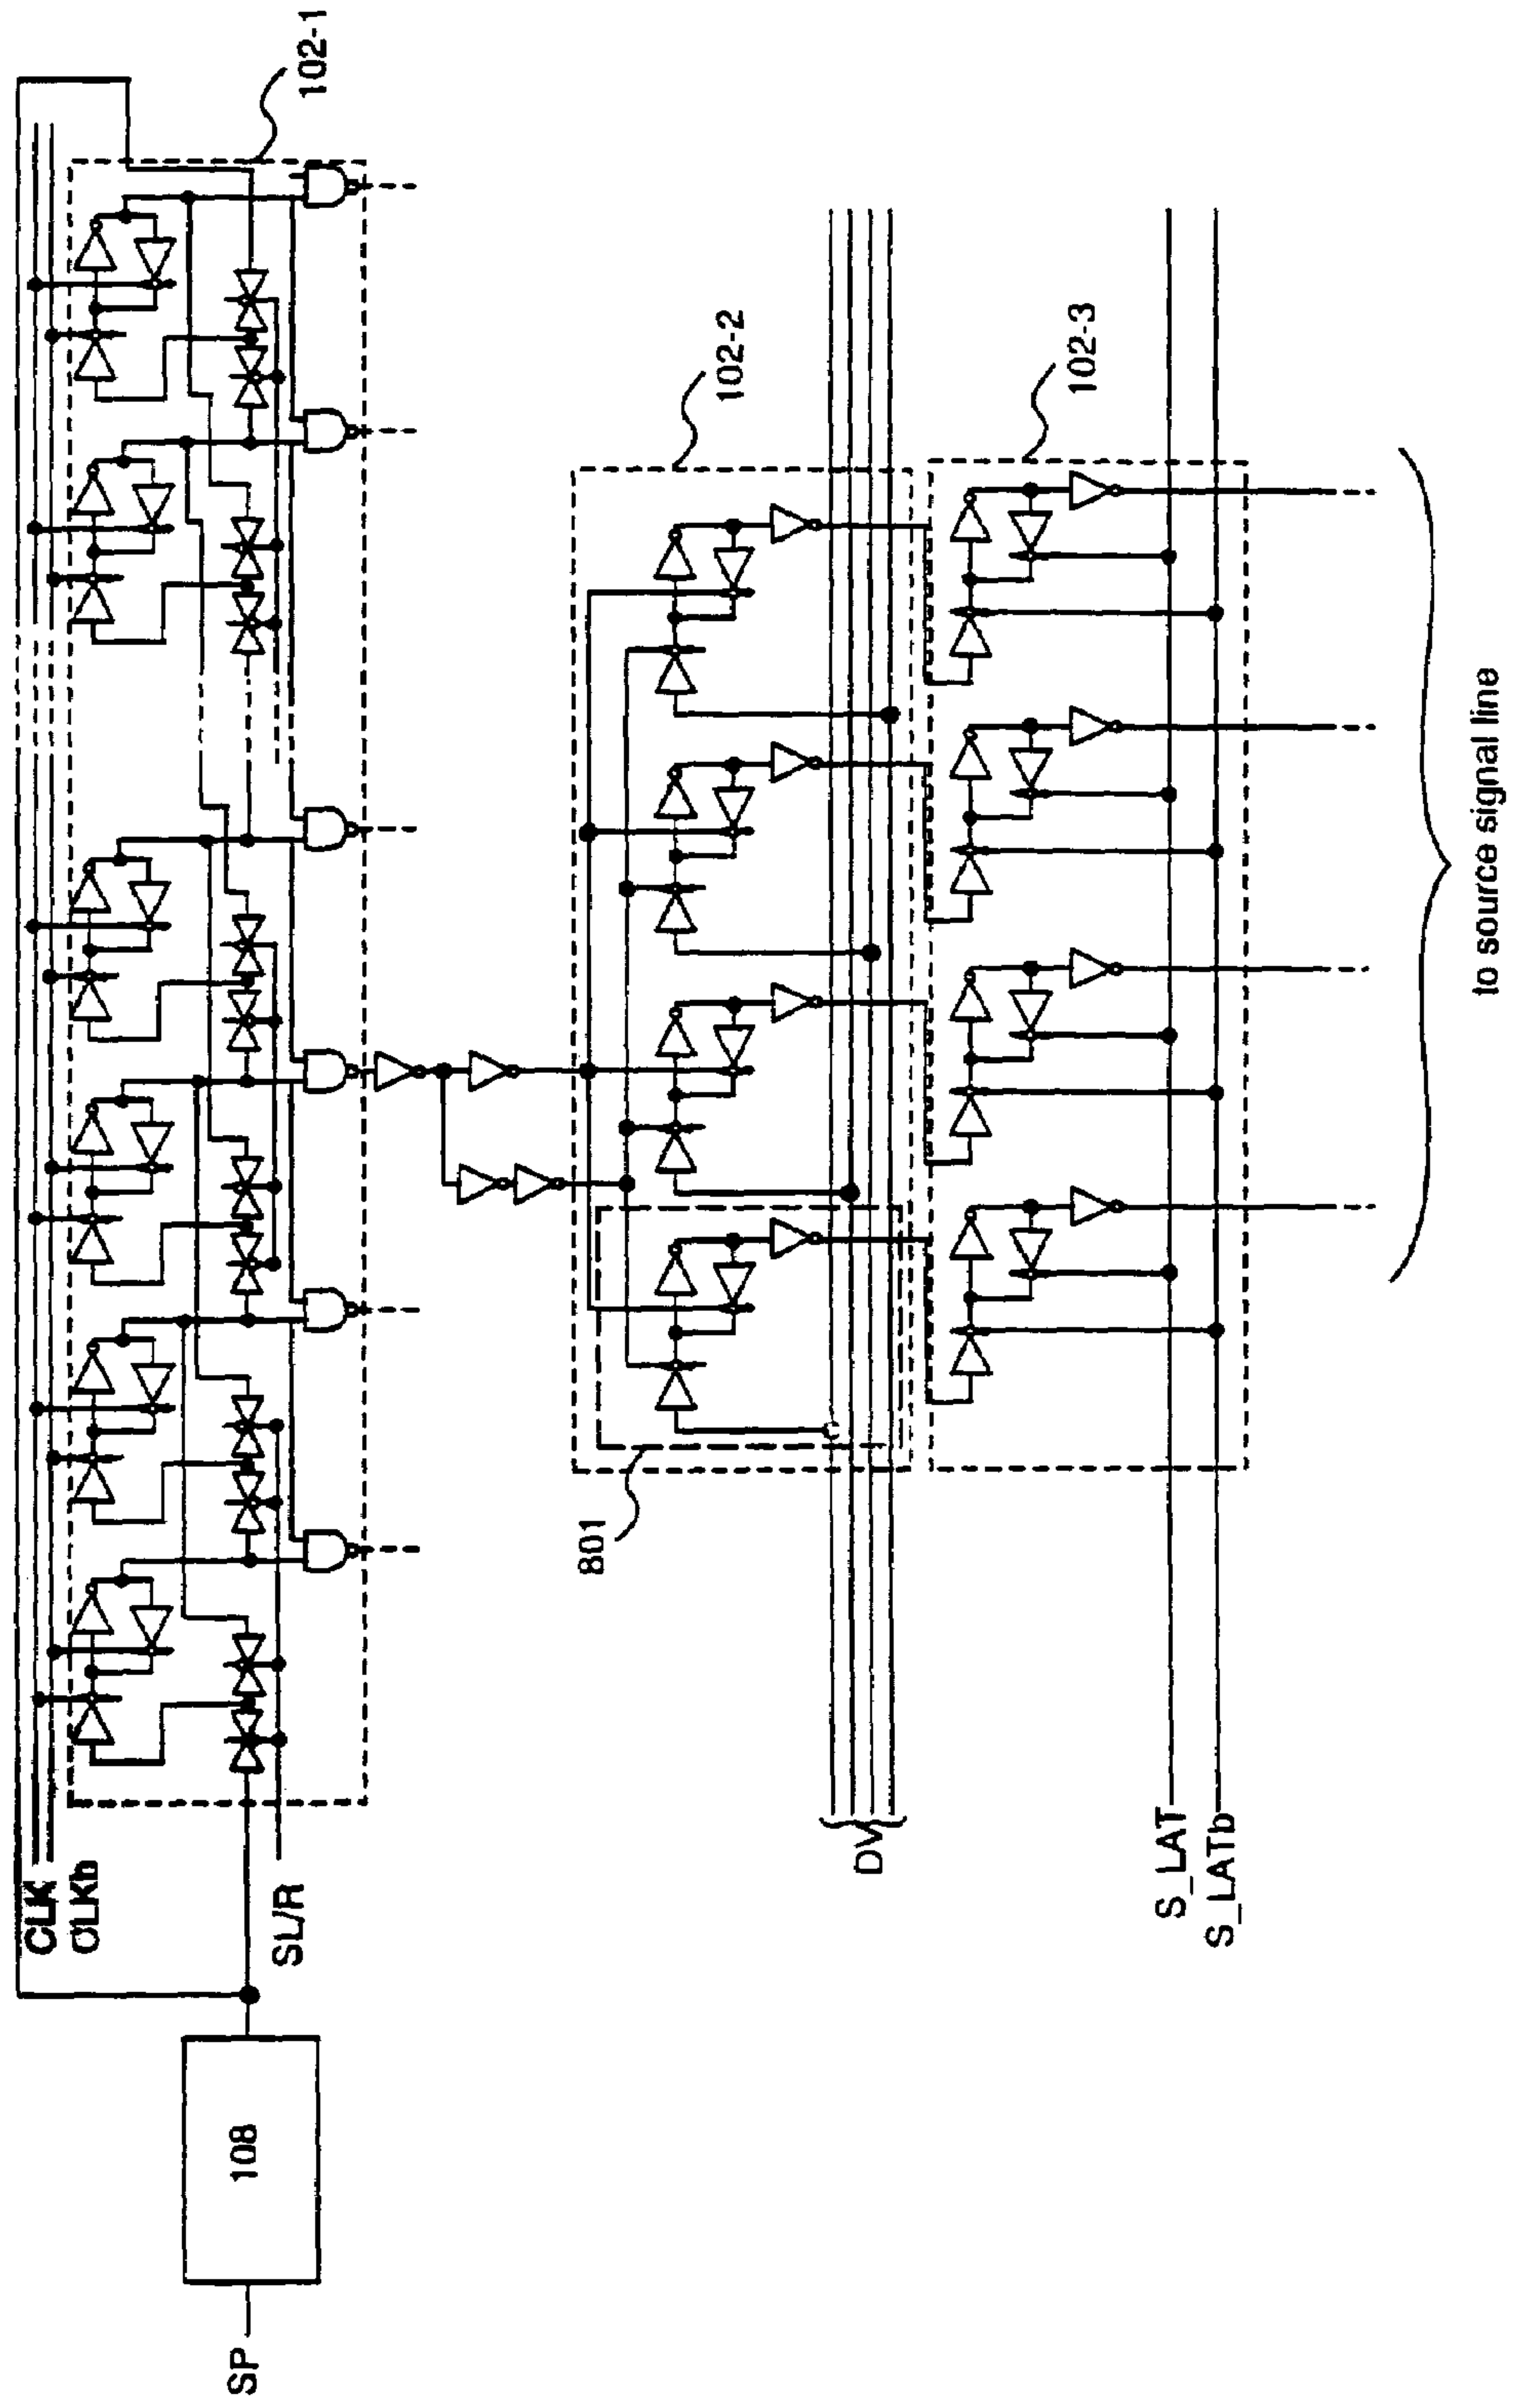 SP
108
CLK
CLKb
SL/R
102-1
801
102-2
DV
102-3
S_LAT
S_LATb
to source signal line